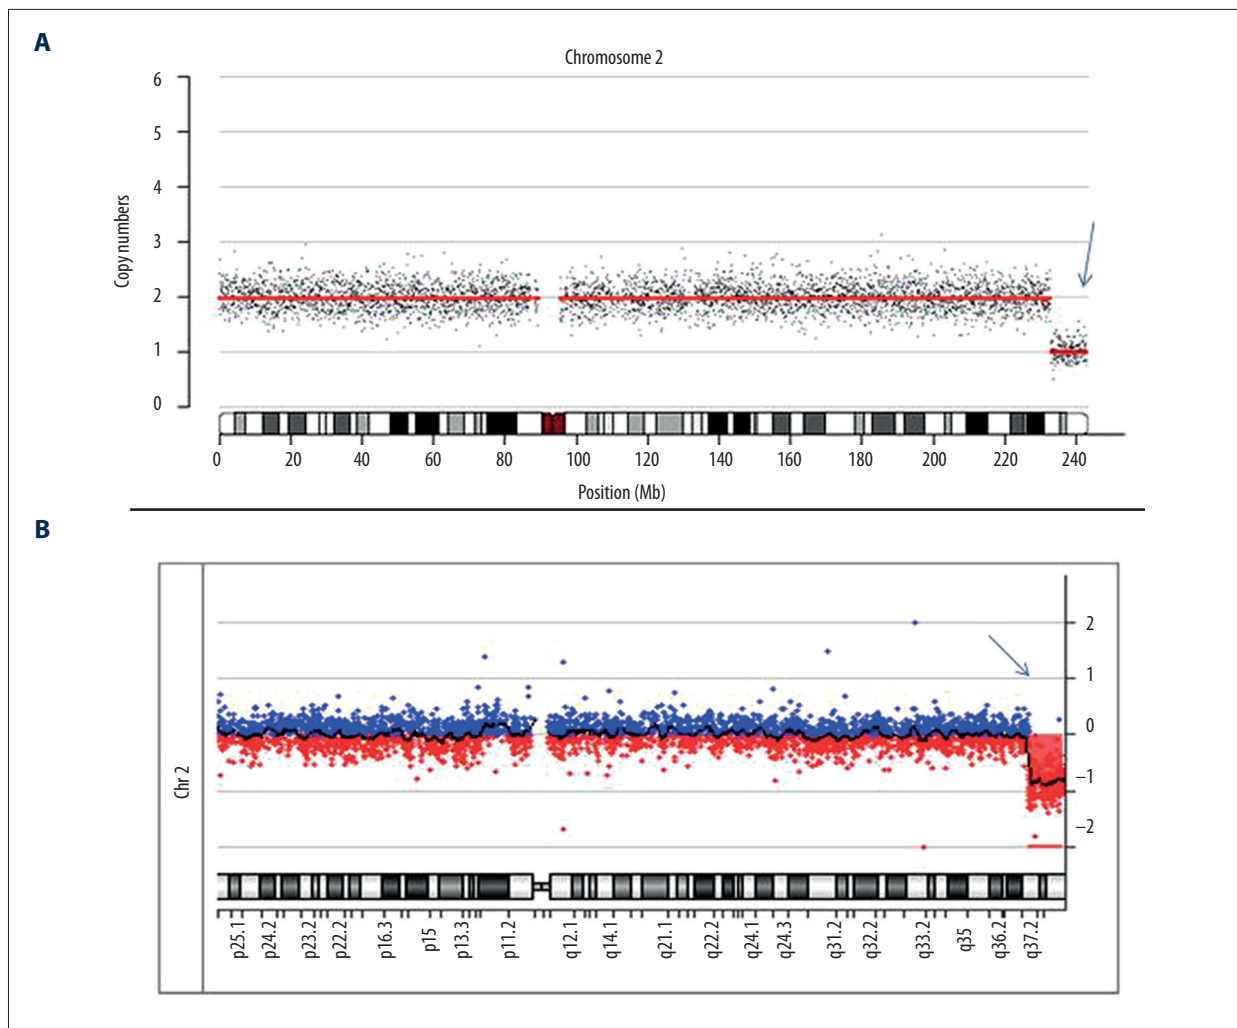 A
Chromosome 2
Copy numbers
6
5
4
3
2
1
0
0 20 40 60 80 100 120 140 160 180 200 220 240
Position (Mb)
B
Chr 2
2
1
0
−1
−2
p25.1 p24.2 p23.2 p22.2 p16.3 p15 p13.3 p11.2 q12.1 q14.1 q21.1 q22.2 q24.1 q24.3 q31.2 q32.2 q33.2 q35 q36.2 q37.2